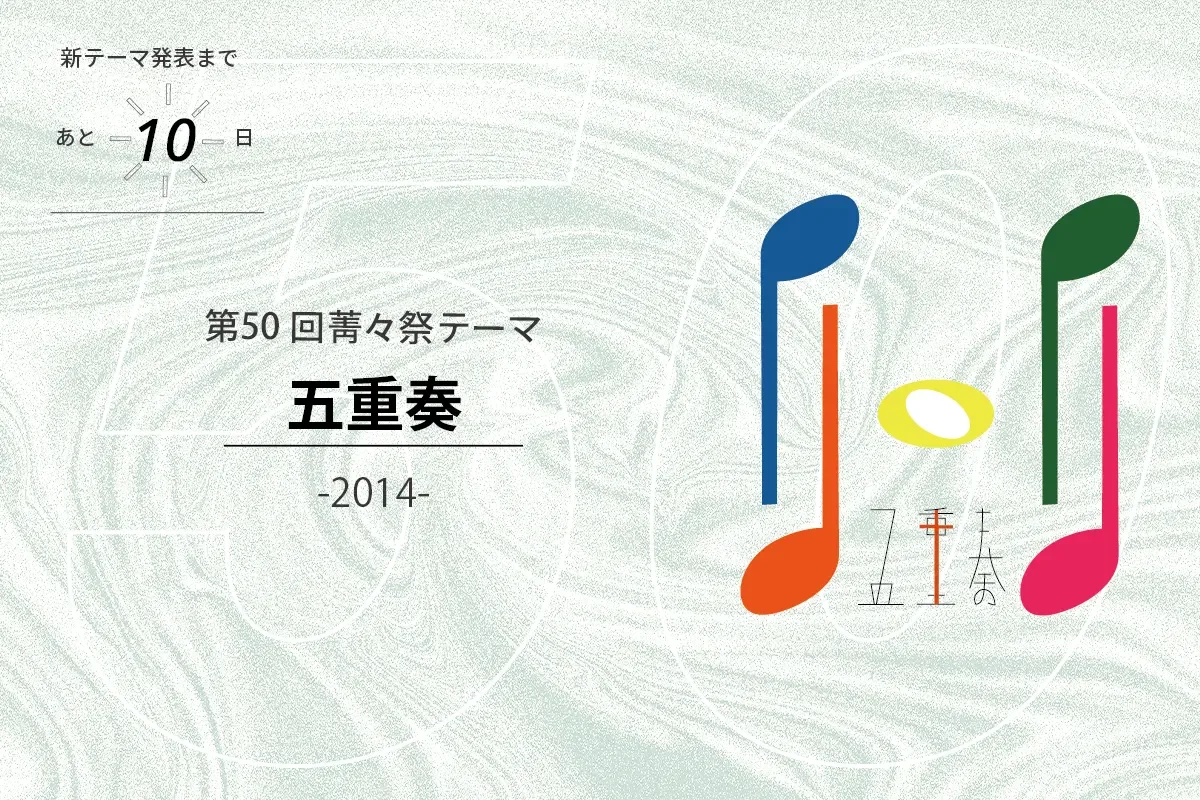 新テーマ発表まで
あと 10 日
第50回菁々祭テーマ
五重奏
-2014-
五重奏